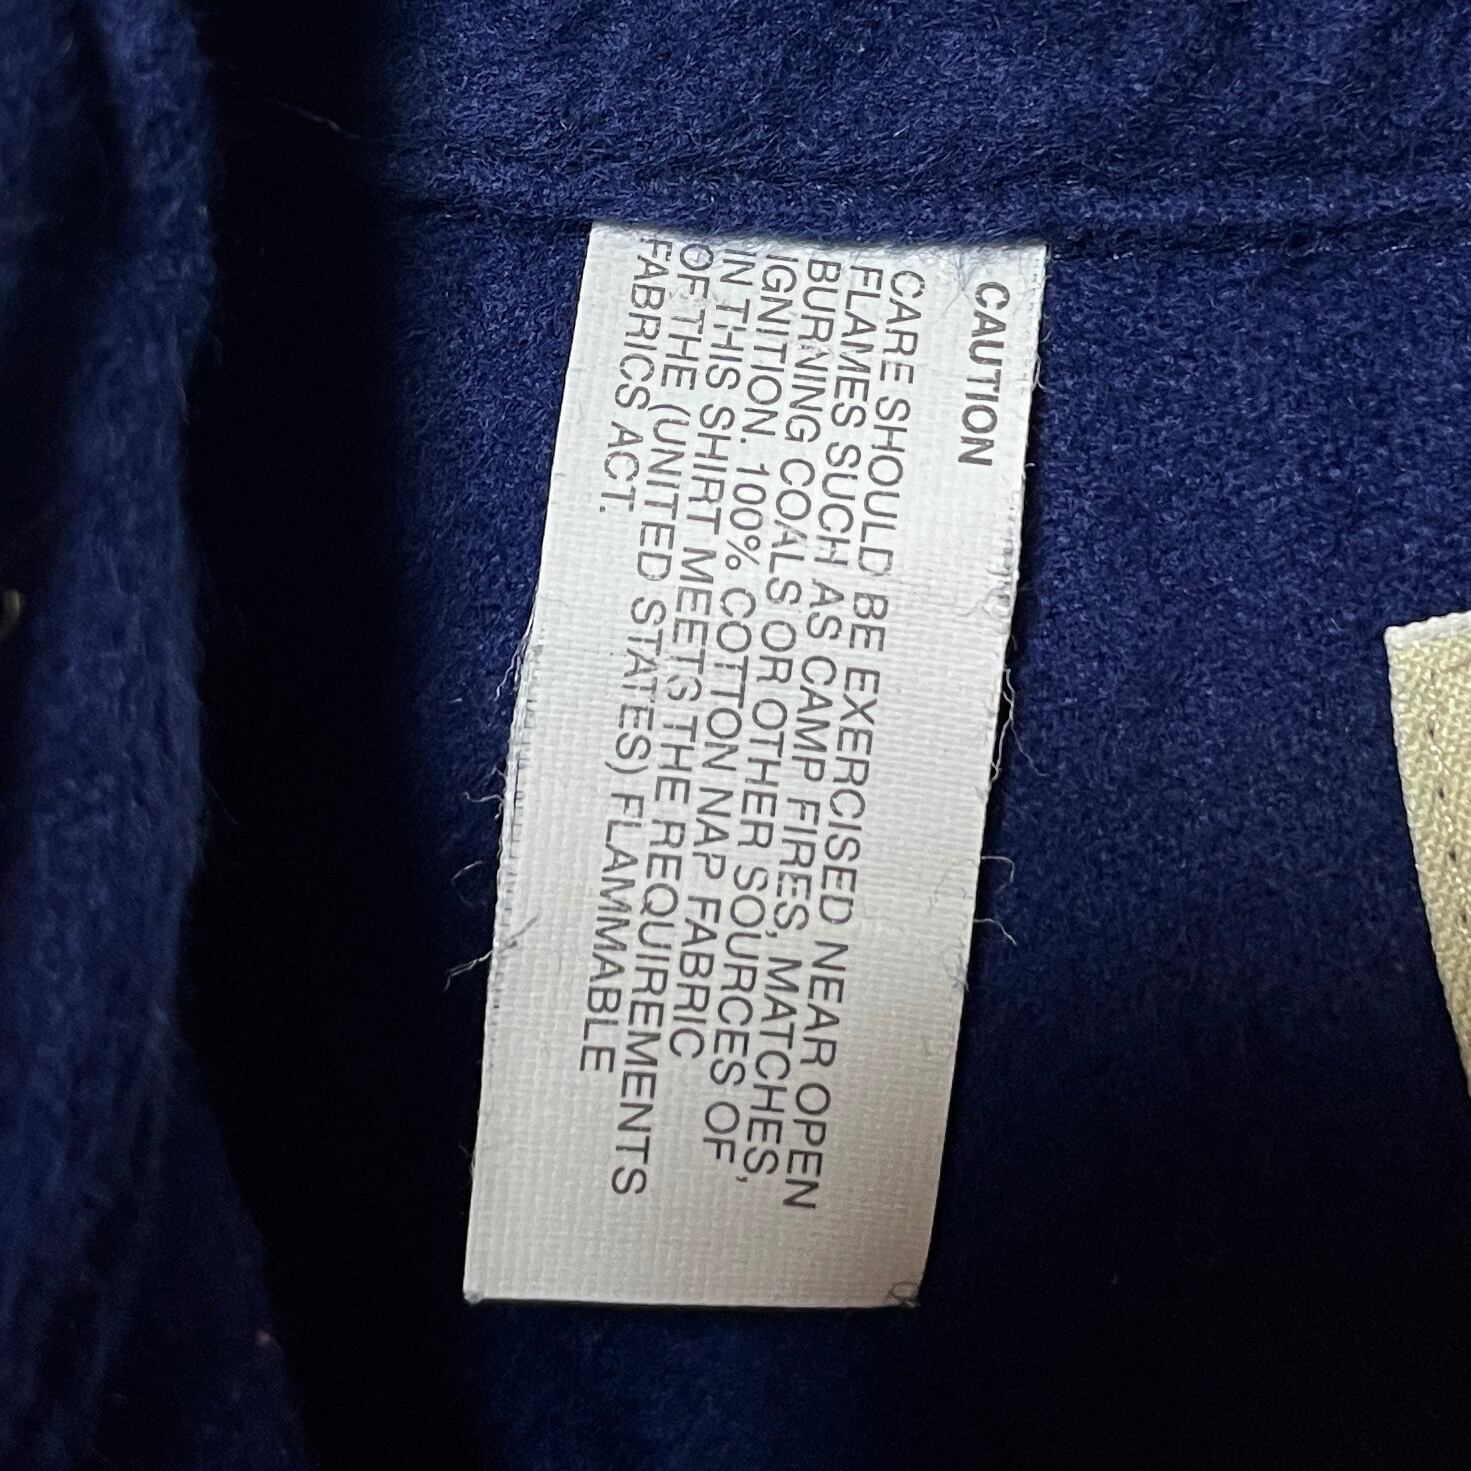 CAUTION
CARE SHOULD BE EXERCISED NEAR OPEN
FLAMES SUCH AS CAMP FIRES, MATCHES,
BURNING COALS OR OTHER SOURCES OF
IGNITION. 100% COTTON NAP FABRIC
IN THIS SHIRT MEETS THE REQUIREMENTS
OF THE (UNITED STATES) FLAMMABLE
FABRICS ACT.